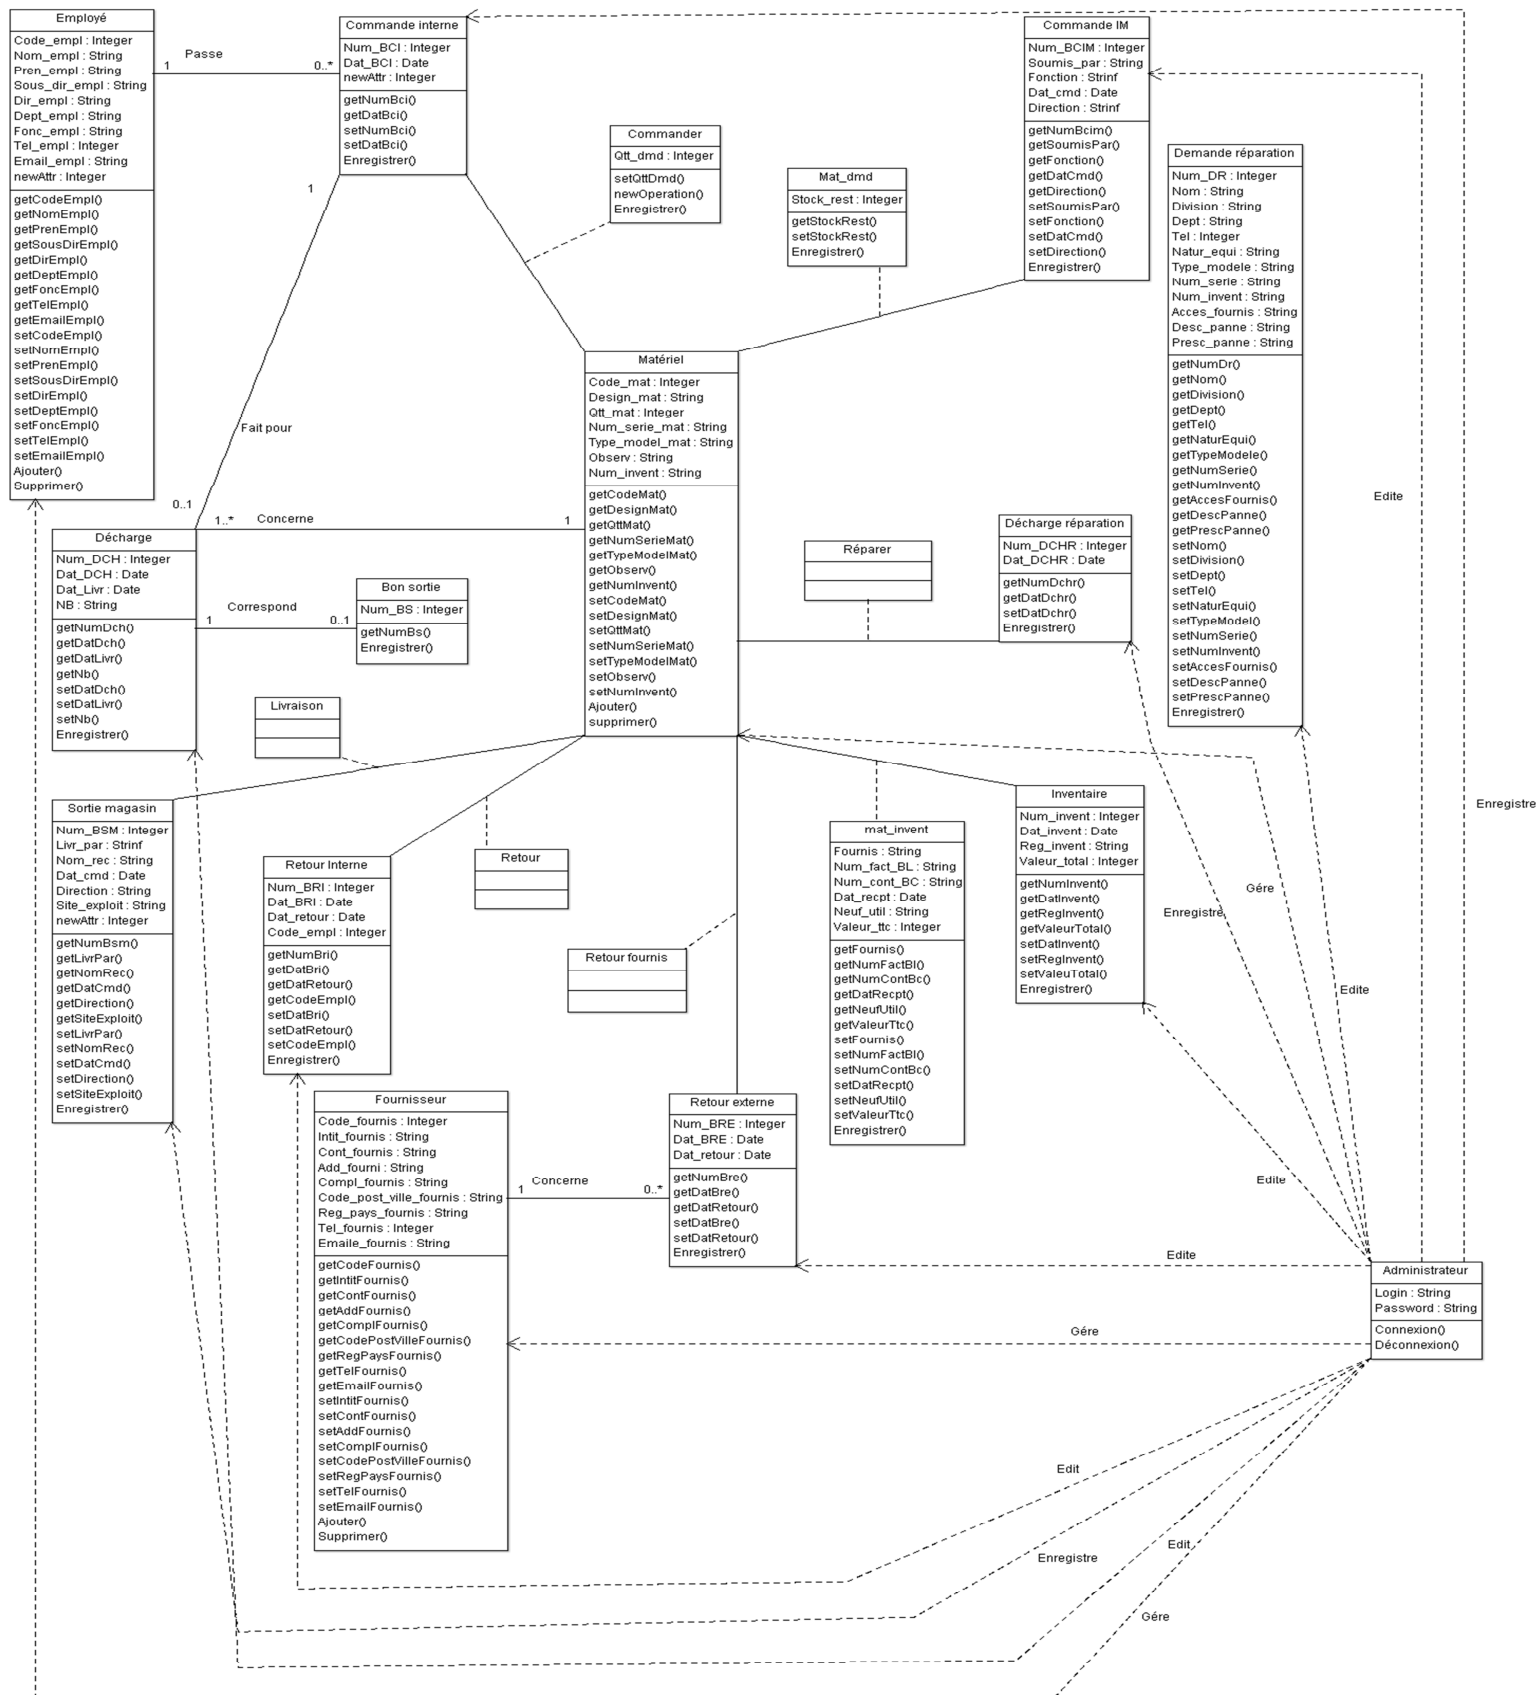 Employé
Code_empl : Integer
Nom_empl : String
Pren_empl : String
Sous_dir_empl : String
Dir_empl : String
Dept_empl : String
Fonc_empl : String
Tel_empl : Integer
Email_empl : String
newAttr : Integer
getCodeEmpl()
getNomEmpl()
getPrenEmpl()
getSousDirEmpl()
getDirEmpl()
getDeptEmpl()
getFoncEmpl()
getTelEmpl()
getEmailEmpl()
setCodeEmpl()
setNomEmpl()
setPrenEmpl()
setSousDirEmpl()
setDirEmpl()
setDeptEmpl()
setFoncEmpl()
setTelEmpl()
setEmailEmpl()
Ajouter()
Supprimer()
Passe
1
0..*
Commande interne
Num_BCI : Integer
Dat_BCI : Date
newAttr : Integer
getNumBci()
getDatBci()
setNumBci()
setDatBci()
Enregistrer()
Commander
Qtt_dmd : Integer
setQttDmd()
newOperation()
Enregistrer()
Mat_dmd
Stock_rest : Integer
getStockRest()
setStockRest()
Enregistrer()
Commande IM
Num_BCIM : Integer
Soumis_par : String
Fonction : Strinf
Dat_cmd : Date
Direction : Strinf
getNumBcim()
getSoumisPar()
getFonction()
getDatCmd()
getDirection()
setSoumisPar()
setFonction()
setDatCmd()
setDirection()
Enregistrer()
Demande réparation
Num_DR : Integer
Nom : String
Division : String
Dept : String
Tel : Integer
Natur_equi : String
Type_modele : String
Num_serie : String
Num_invent : String
Acces_fournis : String
Desc_panne : String
Presc_panne : String
getNumDr()
getNom()
getDivision()
getDept()
getTel()
getNaturEqui()
getTypeModele()
getNumSerie()
getNumInvent()
getAccesFournis()
getDescPanne()
getPrescPanne()
setNom()
setDivision()
setDept()
setTel()
setNaturEqui()
setTypeModel()
setNumSerie()
setNumInvent()
setAccesFournis()
setDescPanne()
setPrescPanne()
Enregistrer()
1
Fait pour
0..1
Matériel
Code_mat : Integer
Design_mat : String
Qtt_mat : Integer
Num_serie_mat : String
Type_model_mat : String
Observ : String
Num_invent : String
getCodeMat()
getDesignMat()
getQttMat()
getNumSerieMat()
getTypeModelMat()
getObserv()
getNumInvent()
setCodeMat()
setDesignMat()
setQttMat()
setNumSerieMat()
setTypeModelMat()
setObserv()
setNumInvent()
Ajouter()
supprimer()
1..*
Concerne
1
Décharge
Num_DCH : Integer
Dat_DCH : Date
Dat_Livr : Date
NB : String
getNumDch()
getDatDch()
getDatLivr()
getNb()
setDatDch()
setDatLivr()
setNb()
Enregistrer()
Correspond
1
0..1
Bon sortie
Num_BS : Integer
getNumBs()
Enregistrer()
Réparer
Décharge réparation
Num_DCHR : Integer
Dat_DCHR : Date
getNumDchr()
getDatDchr()
setDatDchr()
Enregistrer()
Edite
Enregistre
Livraison
Sortie magasin
Num_BSM : Integer
Livr_par : Strinf
Nom_rec : String
Dat_cmd : Date
Direction : String
Site_exploit : String
newAttr : Integer
getNumBsm()
getLivrPar()
getNomRec()
getDatCmd()
getDirection()
getSiteExploit()
setLivrPar()
setNomRec()
setDatCmd()
setDirection()
setSiteExploit()
Enregistrer()
Retour Interne
Num_BRI : Integer
Dat_BRI : Date
Dat_retour : Date
Code_empl : Integer
getNumBri()
getDatBri()
getDatRetour()
getCodeEmpl()
setDatBri()
setDatRetour()
setCodeEmpl()
Enregistrer()
Retour
Retour fournis
mat_invent
Fournis : String
Num_fact_BL : String
Num_cont_BC : String
Dat_recpt : Date
Neuf_util : String
Valeur_ttc : Integer
getFournis()
getNumFactBl()
getNumContBc()
getDatRecpt()
getNeufUtil()
getValeurTtc()
setFournis()
setNumFactBl()
setNumContBc()
setDatRecpt()
setNeufUtil()
setValeurTtc()
Enregistrer()
Inventaire
Num_invent : Integer
Dat_invent : Date
Reg_invent : String
Valeur_total : Integer
getNumInvent()
getDatInvent()
getRegInvent()
getValeurTotal()
setDatInvent()
setRegInvent()
setValeuTotal()
Enregistrer()
Gére
Enregistre
Edite
Edite
Fournisseur
Code_fournis : Integer
Intit_fournis : String
Cont_fournis : String
Add_fourni : String
Compl_fournis : String
Code_post_ville_fournis : String
Reg_pays_fournis : String
Tel_fournis : Integer
Emaile_fournis : String
getCodeFournis()
getIntitFournis()
getContFournis()
getAddFournis()
getComplFournis()
getCodePostVilleFournis()
getRegPaysFournis()
getTelFournis()
getEmailFournis()
setIntitFournis()
setContFournis()
setAddFournis()
setComplFournis()
setCodePostVilleFournis()
setRegPaysFournis()
setTelFournis()
setEmailFournis()
Ajouter()
Supprimer()
Concerne
1
0..*
Retour externe
Num_BRE : Integer
Dat_BRE : Date
Dat_retour : Date
getNumBre()
getDatBre()
getDatRetour()
setDatBre()
setDatRetour()
Enregistrer()
Edite
Gére
Administrateur
Login : String
Password : String
Connexion()
Déconnexion()
Edit
Enregistre
Edit
Gére